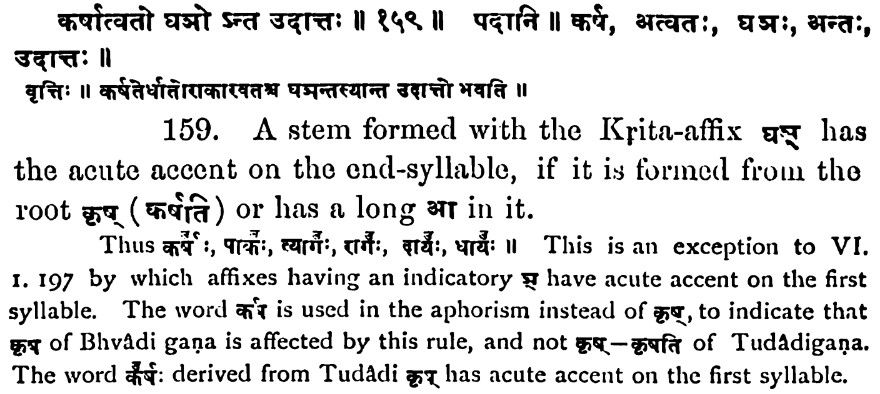 कर्षात्वतो घञो ऽन्त उदात्तः ॥ १५९ ॥ पदानि ॥ कर्ष, अत्वतः, घञः, अन्तः,
उदात्तः ॥
वृत्तिः ॥ कर्षतेर्धातोराकारवतश्च घञन्तस्यान्त उदात्तो भवति ॥
159. A stem formed with the Kṛita-affix घञ् has
the acute accent on the end-syllable, if it is formed from the
root कृष् (कर्षति) or has a long आ in it.
Thus कर्ष॑ः, पाक॑ः, त्याग॑ः, राग॑ः, दाय॑ः, धाय॑ः ॥ This is an exception to VI.
1. 197 by which affixes having an indicatory ञ have acute accent on the first
syllable. The word कर्ष is used in the aphorism instead of कृष्, to indicate that
कृष of Bhvâdi gaṇa is affected by this rule, and not कृष्—कृषति of Tudâdigaṇa.
The word क॑र्ष: derived from Tudâdi कृष् has acute accent on the first syllable.